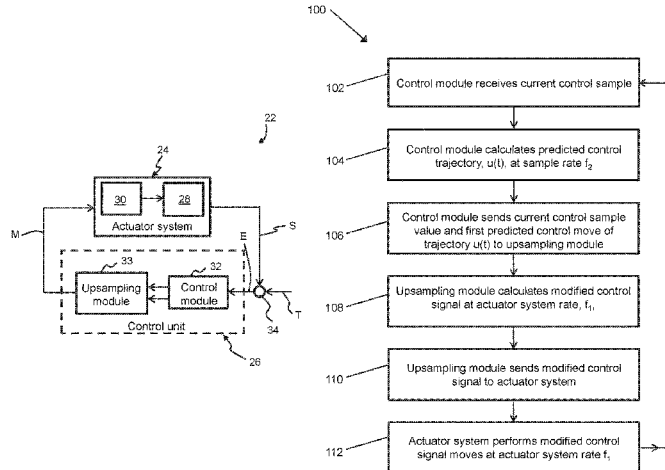 100
102
Control module receives current control sample
104
Control module calculates predicted control
trajectory, u(t), at sample rate f2
106
Control module sends current control sample
value and first predicted control move of
trajectory u(t) to upsampling module
108
Upsampling module calculates modified control
signal at actuator system rate, f1,
110
Upsampling module sends modified control
signal to actuator system
112
Actuator system performs modified control
signal moves at actuator system rate f1
22
24
30
28
Actuator system
M
S
E
33
32
Upsampling
module
Control
module
34
T
Control unit
26